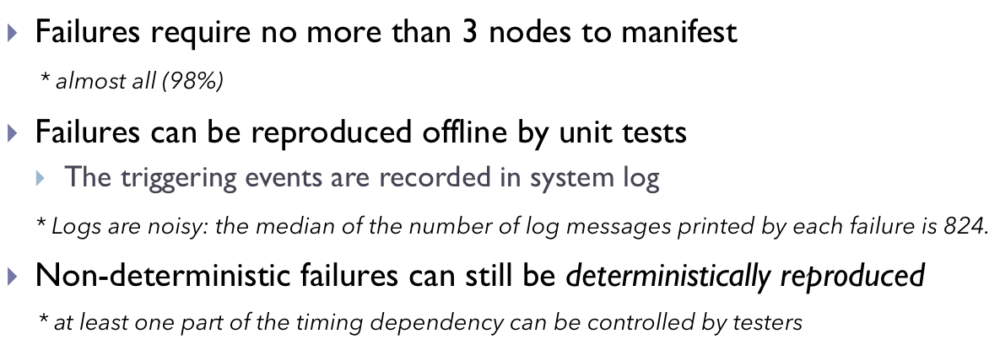 Failures require no more than 3 nodes to manifest
* almost all (98%)
Failures can be reproduced offline by unit tests
The triggering events are recorded in system log
* Logs are noisy: the median of the number of log messages printed by each failure is 824.
Non-deterministic failures can still be deterministically reproduced
* at least one part of the timing dependency can be controlled by testers